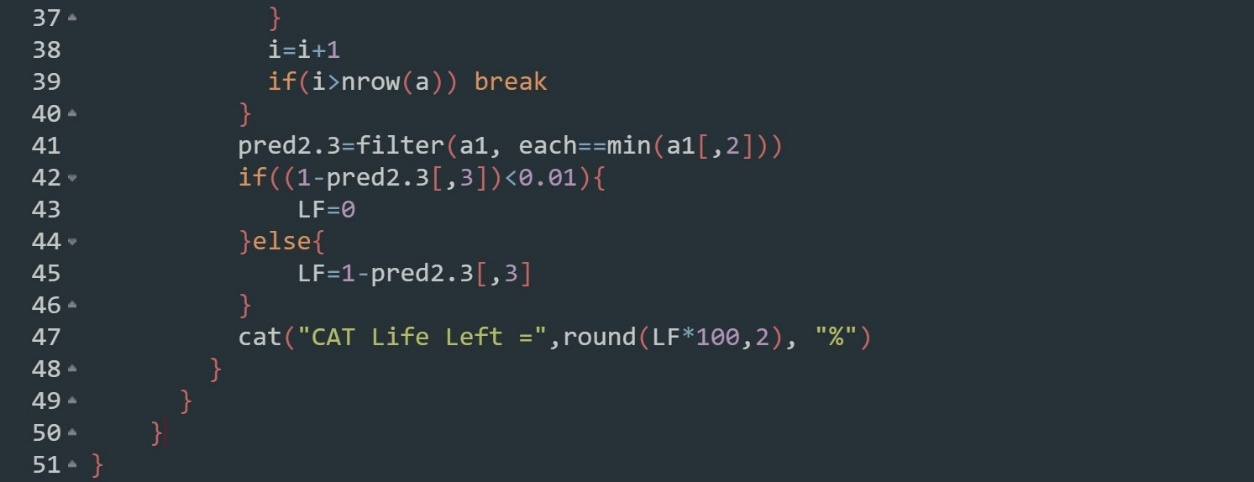 37 }
38 i=i+1
39 if(i>nrow(a)) break
40 }
41 pred2.3=filter(a1, each==min(a1[,2]))
42 if((1-pred2.3[,3])<0.01){
43 LF=0
44 }else{
45 LF=1-pred2.3[,3]
46 }
47 cat("CAT Life Left =",round(LF*100,2), "%")
48 }
49 }
50 }
51 }